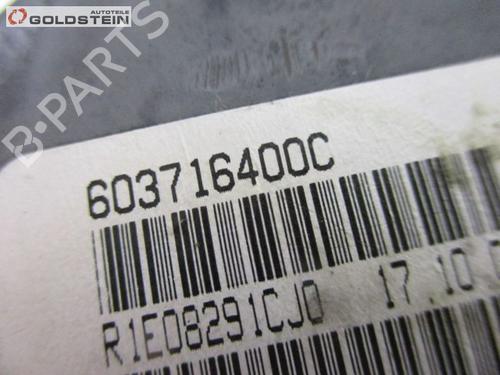 AUTOTEILE
GOLDSTEIN
B-PARTS
603716400C
R1E08291CJ0 17.10.